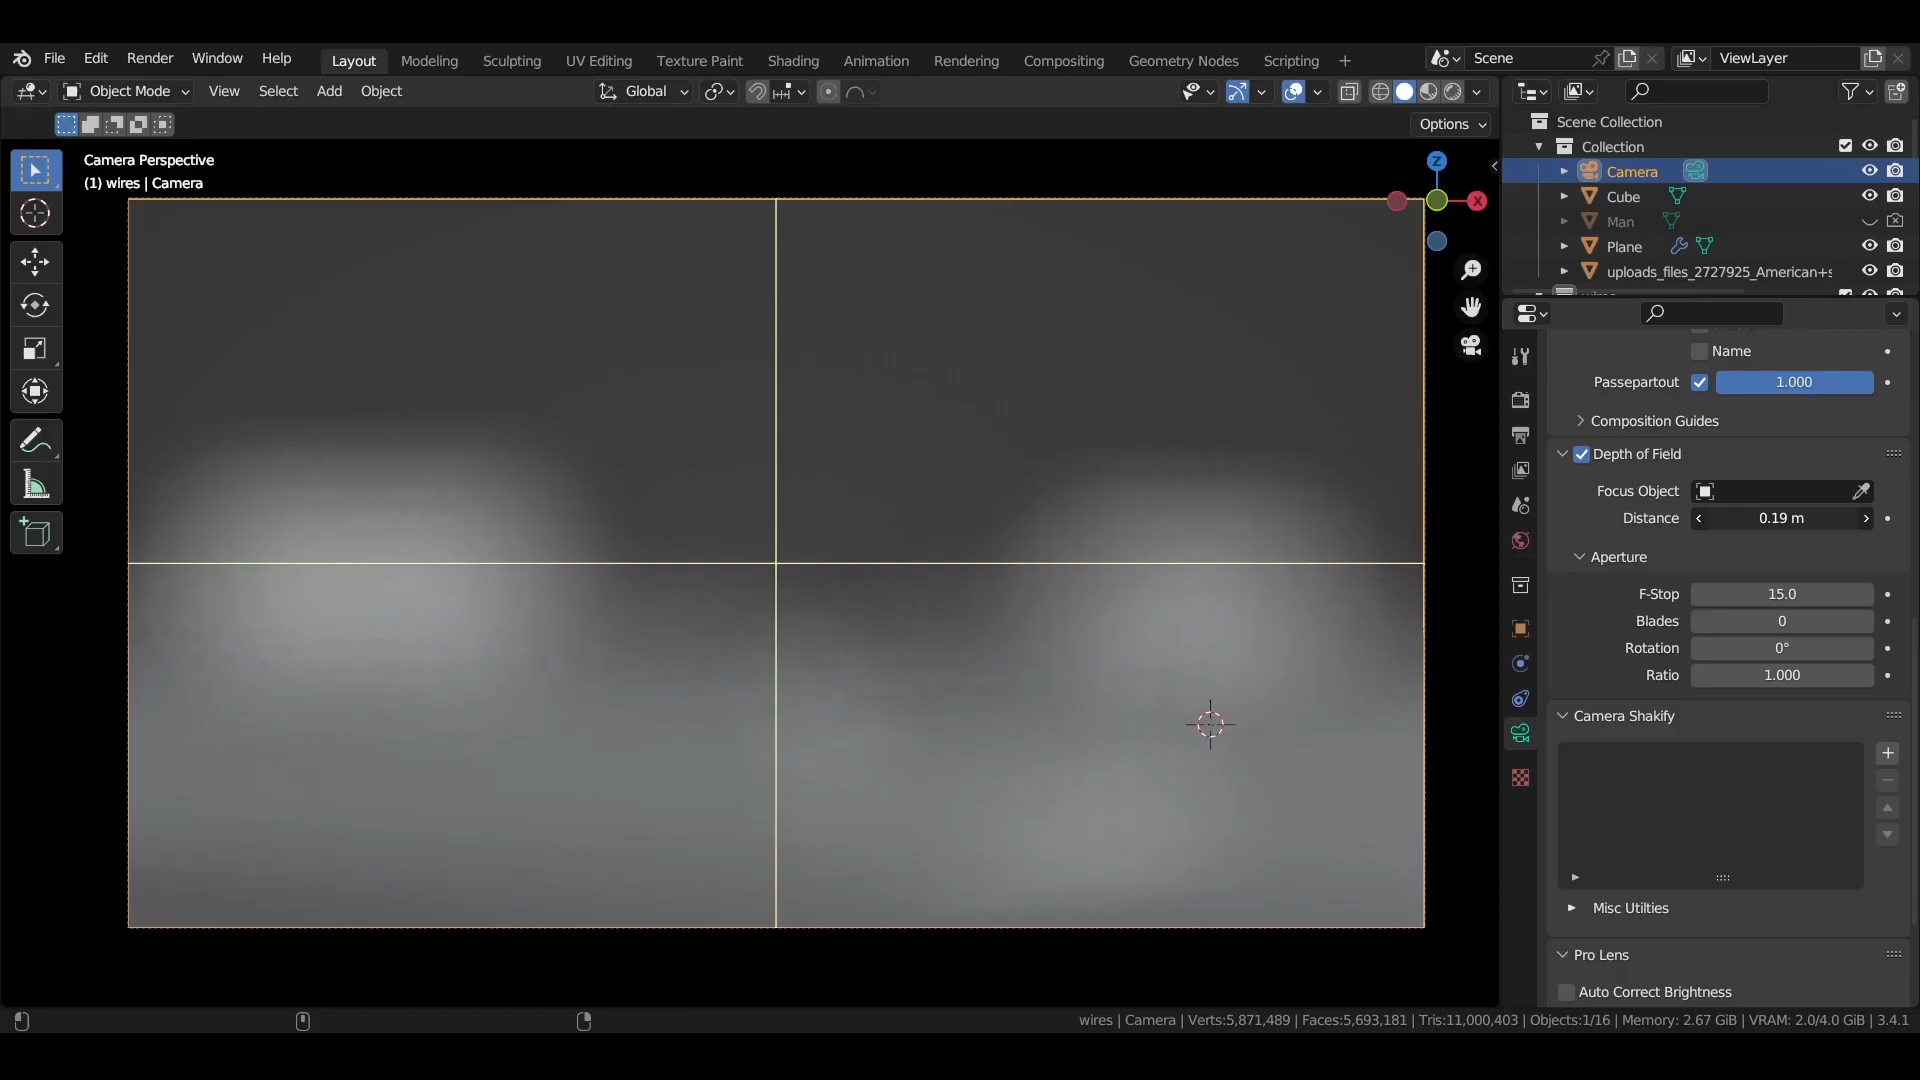 File Edit Render Window Help Layout Modeling Sculpting UV Editing Texture Paint Shading Animation Rendering Compositing Geometry Nodes Scripting + Scene ViewLayer
Object Mode View Select Add Object Global
Options
Camera Perspective
(1) wires | Camera
Z
X
Scene Collection
Collection
Camera
Cube
Man
Plane
uploads_files_2727925_American+s
Name
Passepartout 1.000
Composition Guides
Depth of Field
Focus Object
Distance 0.19 m
Aperture
F-Stop 15.0
Blades 0
Rotation 0°
Ratio 1.000
Camera Shakify
Misc Utilties
Pro Lens
Auto Correct Brightness
wires | Camera | Verts:5,871,489 | Faces:5,693,181 | Tris:11,000,403 | Objects:1/16 | Memory: 2.67 GiB | VRAM: 2.0/4.0 GiB | 3.4.1